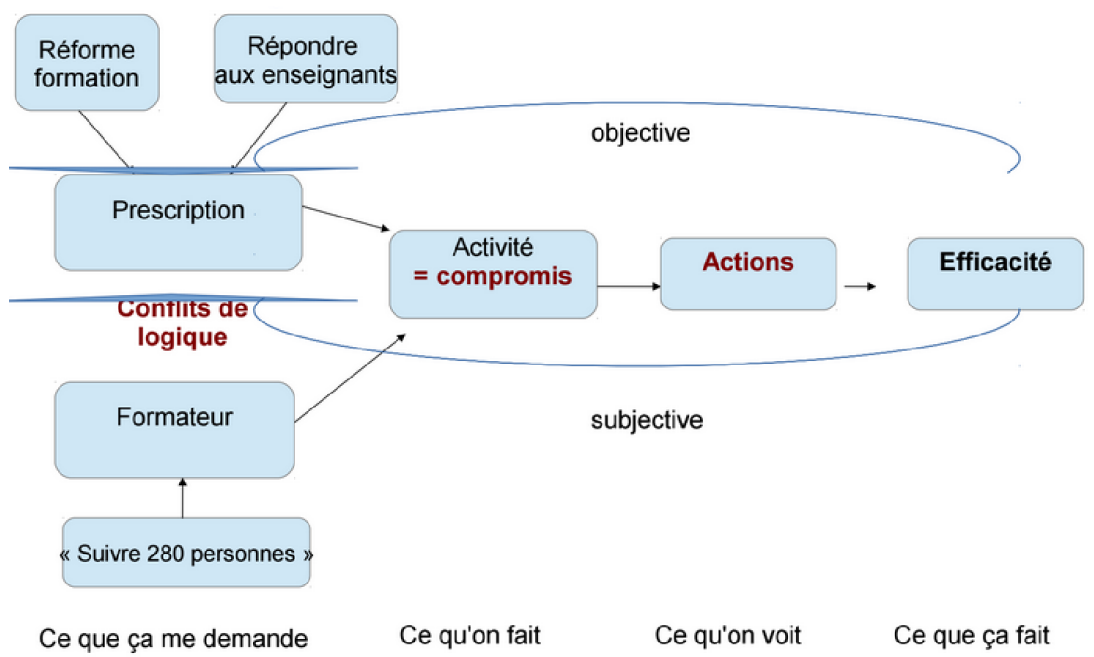 Réforme
formation
Répondre
aux enseignants
objective
Prescription
Activité
= compromis
Actions
Efficacité
Conflits de
logique
Formateur
subjective
« Suivre 280 personnes »
Ce que ça me demande
Ce qu'on fait
Ce qu'on voit
Ce que ça fait